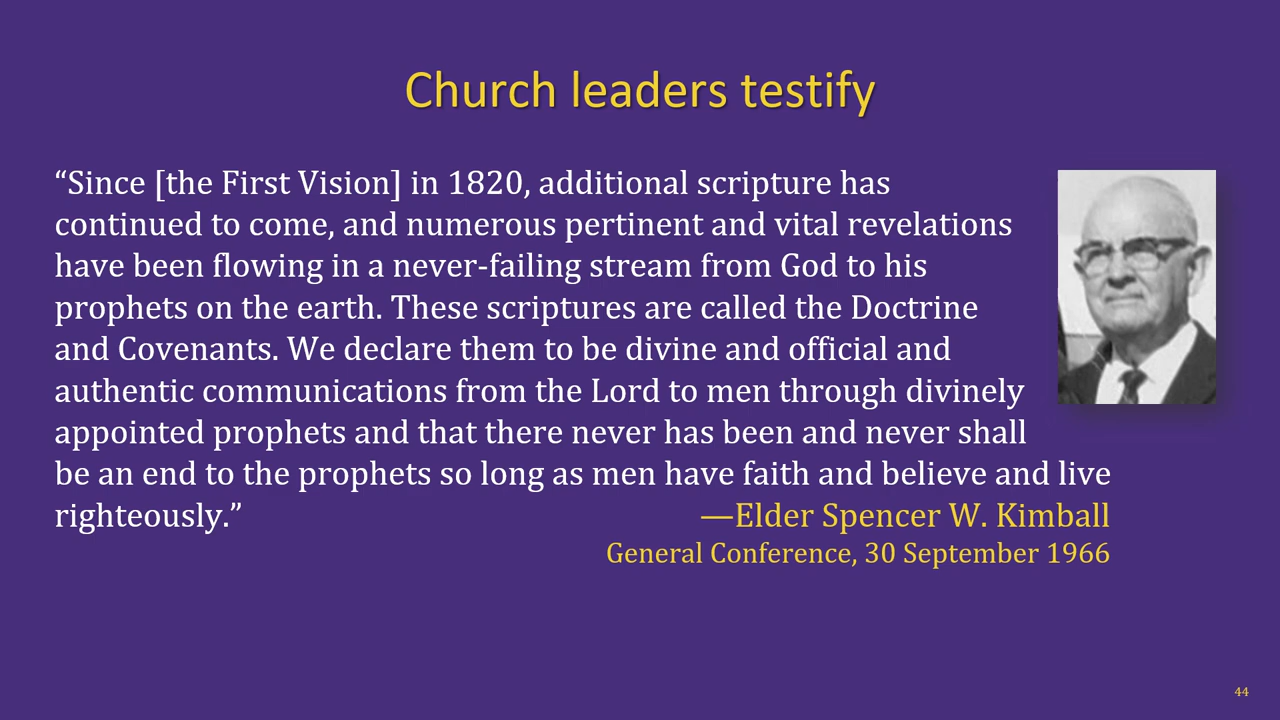 Church leaders testify
“Since [the First Vision] in 1820, additional scripture has
continued to come, and numerous pertinent and vital revelations
have been flowing in a never-failing stream from God to his
prophets on the earth. These scriptures are called the Doctrine
and Covenants. We declare them to be divine and official and
authentic communications from the Lord to men through divinely
appointed prophets and that there never has been and never shall
be an end to the prophets so long as men have faith and believe and live
righteously.” —Elder Spencer W. Kimball
General Conference, 30 September 1966
44